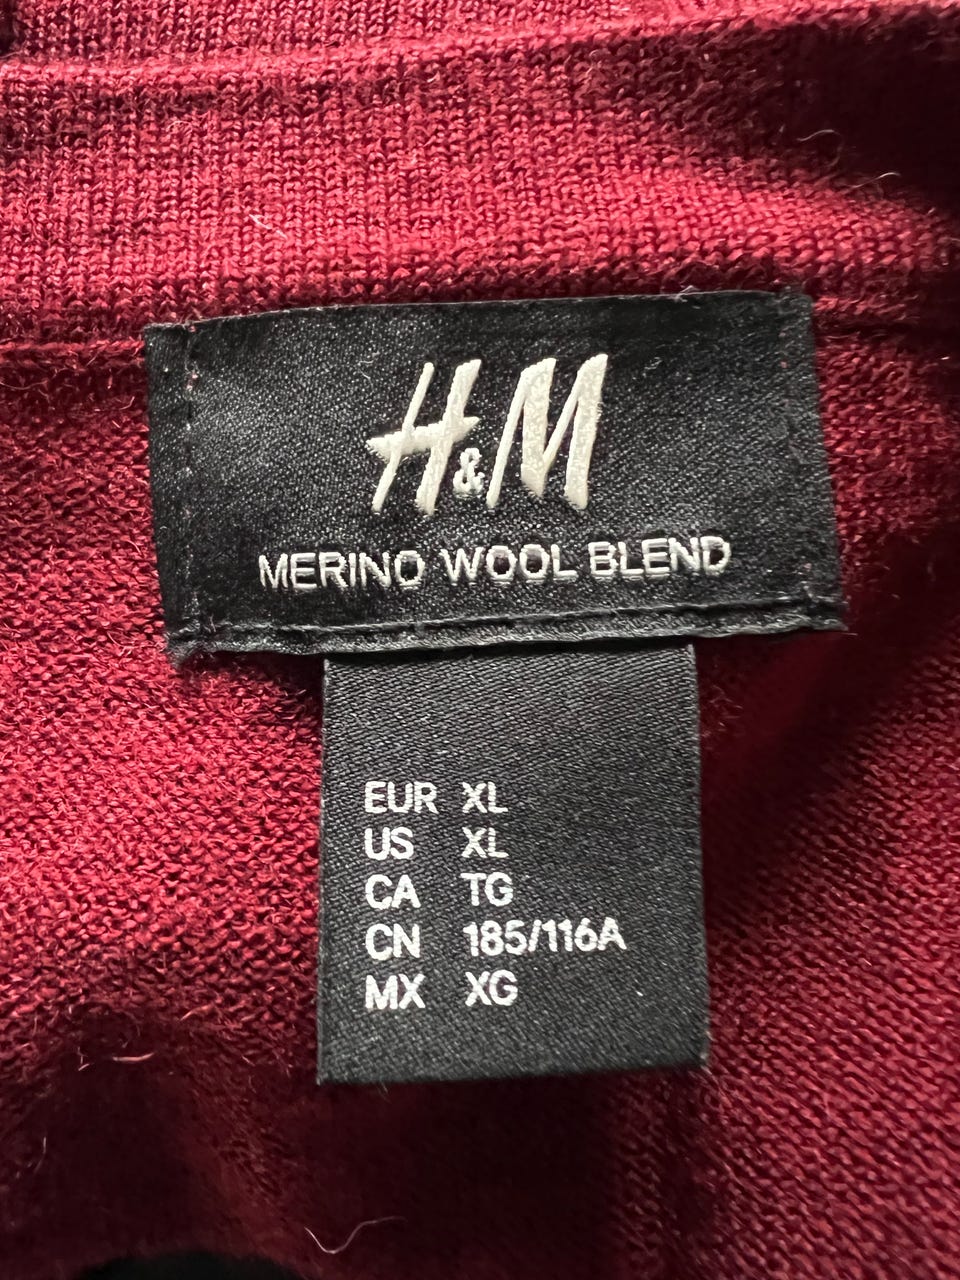 H&M
MERINO WOOL BLEND
EUR XL
US XL
CA TG
CN 185/116A
MX XG